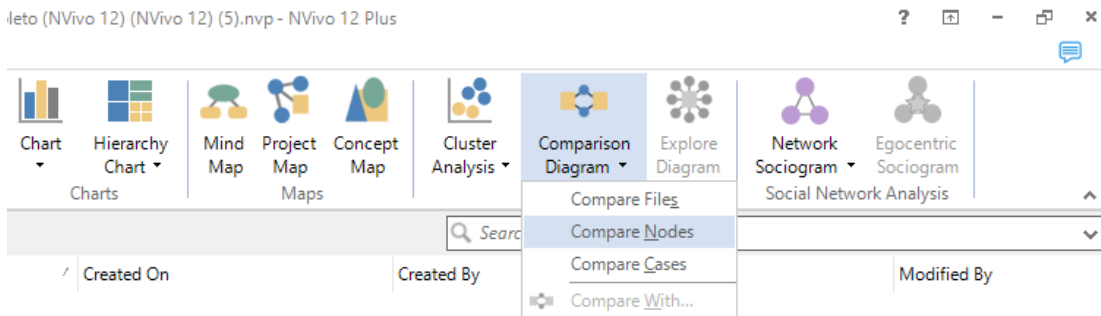 leto (NVivo 12) (NVivo 12) (5).nvp - NVivo 12 Plus
?
Chart
Hierarchy
Chart
Mind
Map
Project
Map
Concept
Map
Cluster
Analysis
Comparison
Diagram
Explore
Diagram
Network
Sociogram
Egocentric
Sociogram
Charts
Maps
Social Network Analysis
Compare Files
Compare Nodes
Compare Cases
Compare With...
Searc
Created On
Created By
Modified By